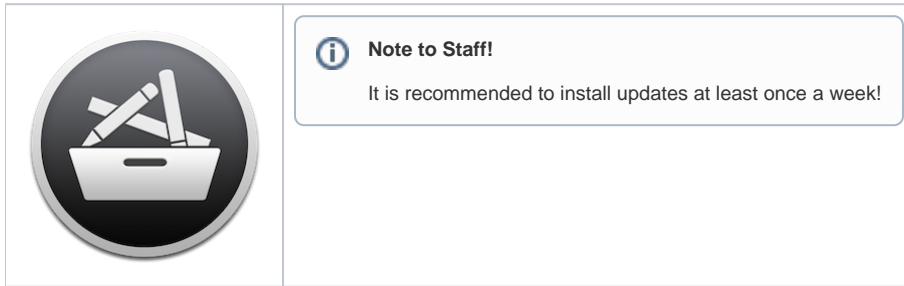 Note to Staff!
It is recommended to install updates at least once a week!